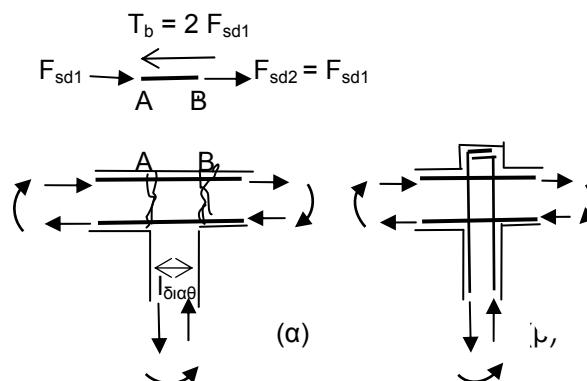 T_b = 2 F_sd1
F_sd1 F_sd2 = F_sd1
A B
A B
l_διαθ
(α)